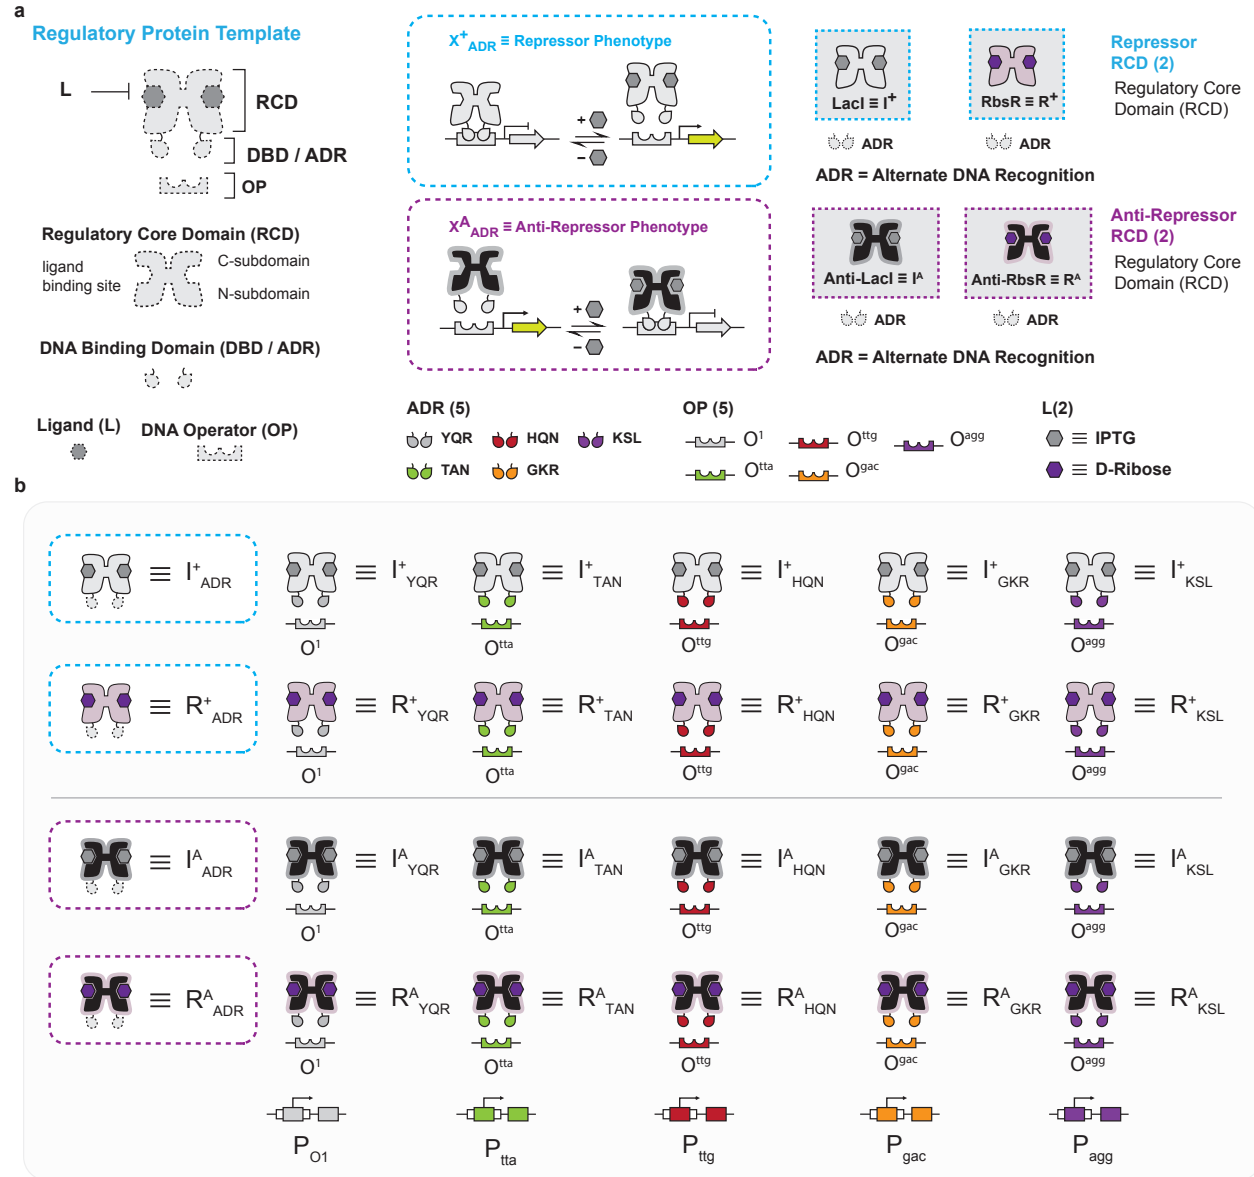 a
Regulatory Protein Template
L
RCD
DBD / ADR
OP
Regulatory Core Domain (RCD)
ligand
binding site
C-subdomain
N-subdomain
DNA Binding Domain (DBD / ADR)
Ligand (L)
DNA Operator (OP)
X+ADR ≡ Repressor Phenotype
+
−
XAADR ≡ Anti-Repressor Phenotype
+
−
LacI ≡ I+
RbsR ≡ R+
ADR
ADR
ADR = Alternate DNA Recognition
Repressor
RCD (2)
Regulatory Core
Domain (RCD)
Anti-LacI ≡ IA
Anti-RbsR ≡ RA
ADR
ADR
ADR = Alternate DNA Recognition
Anti-Repressor
RCD (2)
Regulatory Core
Domain (RCD)
ADR (5)
YQR
HQN
KSL
TAN
GKR
OP (5)
O1
Ottg
Oagg
Otta
Ogac
L(2)
≡ IPTG
≡ D-Ribose
b
≡ I+ADR
≡ I+YQR
≡ I+TAN
≡ I+HQN
≡ I+GKR
≡ I+KSL
O1
Otta
Ottg
Ogac
Oagg
≡ R+ADR
≡ R+YQR
≡ R+TAN
≡ R+HQN
≡ R+GKR
≡ R+KSL
O1
Otta
Ottg
Ogac
Oagg
≡ IAADR
≡ IAYQR
≡ IATAN
≡ IAHQN
≡ IAGKR
≡ IAKSL
O1
Otta
Ottg
Ogac
Oagg
≡ RAADR
≡ RAYQR
≡ RATAN
≡ RAHQN
≡ RAGKR
≡ RAKSL
O1
Otta
Ottg
Ogac
Oagg
PO1
Ptta
Pttg
Pgac
Pagg